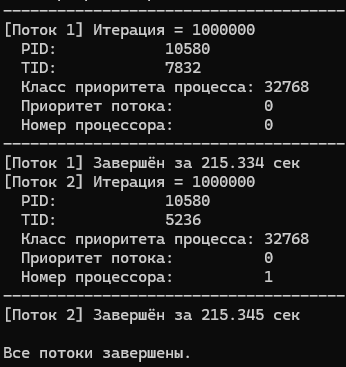 --------------------------------------
[Поток 1] Итерация = 1000000
  PID:            10580
  TID:            7832
  Класс приоритета процесса: 32768
  Приоритет потока:          0
  Номер процессора:          0
--------------------------------------
[Поток 1] Завершён за 215.334 сек
[Поток 2] Итерация = 1000000
  PID:            10580
  TID:            5236
  Класс приоритета процесса: 32768
  Приоритет потока:          0
  Номер процессора:          1
--------------------------------------
[Поток 2] Завершён за 215.345 сек

Все потоки завершены.